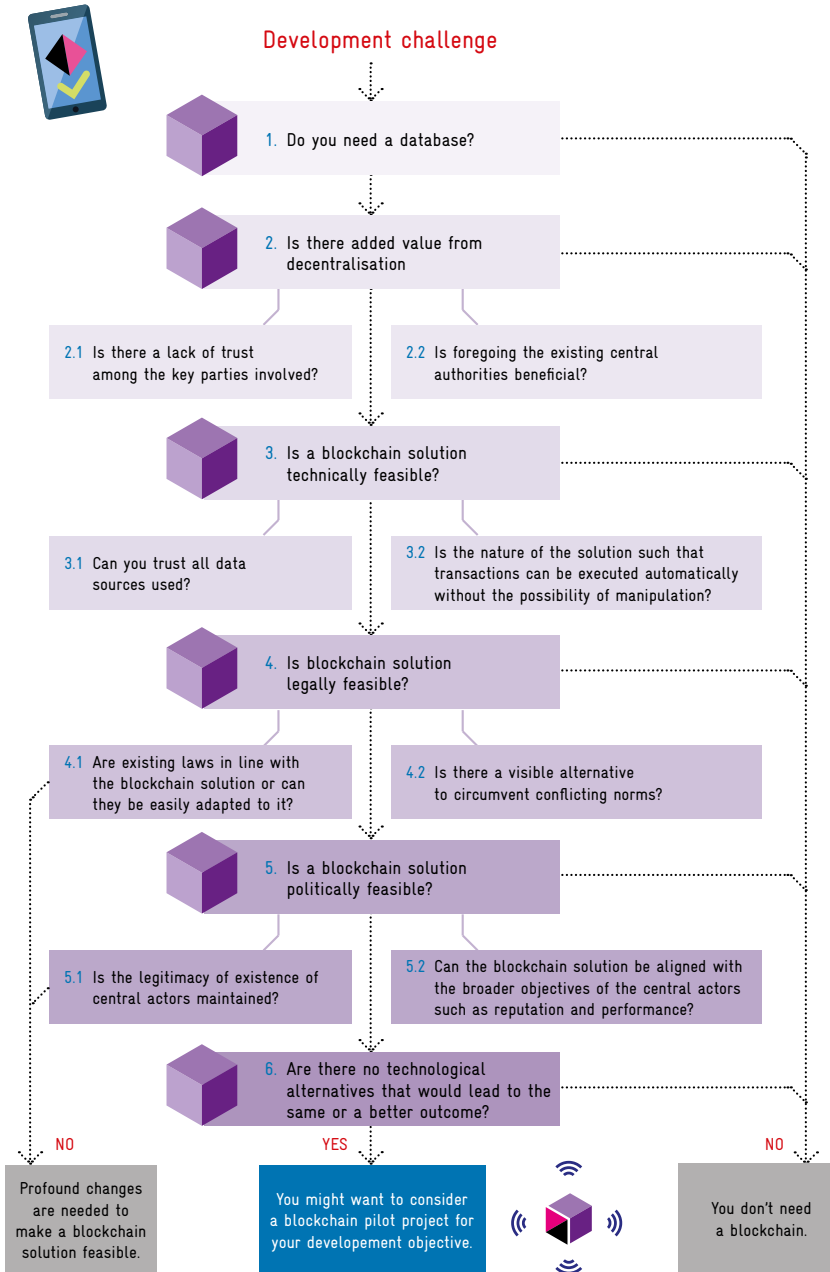 Development challenge
1. Do you need a database?
2. Is there added value from
decentralisation
2.1 Is there a lack of trust
among the key parties involved?
2.2 Is foregoing the existing central
authorities beneficial?
3. Is a blockchain solution
technically feasible?
3.1 Can you trust all data
sources used?
3.2 Is the nature of the solution such that
transactions can be executed automatically
without the possibility of manipulation?
4. Is blockchain solution
legally feasible?
4.1 Are existing laws in line with
the blockchain solution or can
they be easily adapted to it?
4.2 Is there a visible alternative
to circumvent conflicting norms?
5. Is a blockchain solution
politically feasible?
5.1 Is the legitimacy of existence of
central actors maintained?
5.2 Can the blockchain solution be aligned with
the broader objectives of the central actors
such as reputation and performance?
6. Are there no technological
alternatives that would lead to the
same or a better outcome?
NO
Profound changes
are needed to
make a blockchain
solution feasible.
YES
You might want to consider
a blockchain pilot project for
your developement objective.
NO
You don't need
a blockchain.